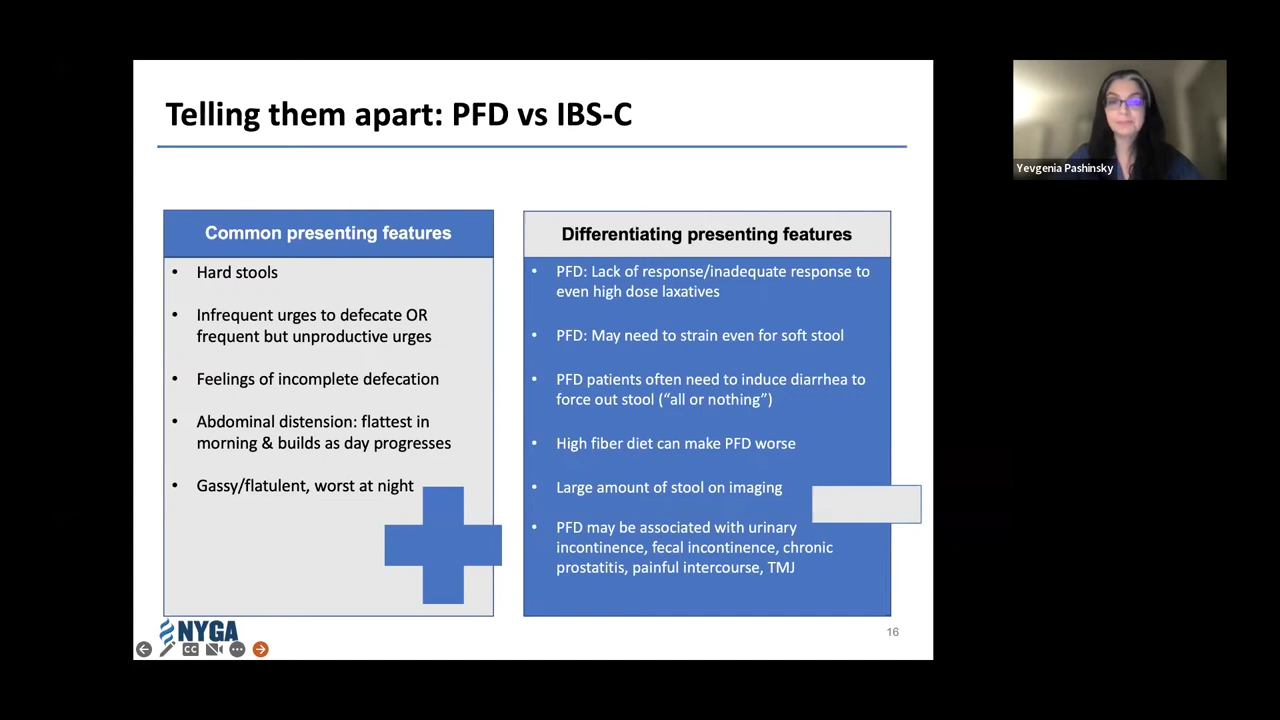 Telling them apart: PFD vs IBS-C
Common presenting features
• Hard stools
• Infrequent urges to defecate OR
frequent but unproductive urges
• Feelings of incomplete defecation
• Abdominal distension: flattest in
morning & builds as day progresses
• Gassy/flatulent, worst at night
Differentiating presenting features
• PFD: Lack of response/inadequate response to
even high dose laxatives
• PFD: May need to strain even for soft stool
• PFD patients often need to induce diarrhea to
force out stool (“all or nothing”)
• High fiber diet can make PFD worse
• Large amount of stool on imaging
• PFD may be associated with urinary
incontinence, fecal incontinence, chronic
prostatitis, painful intercourse, TMJ
NYGA
CC
16
Yevgenia Pashinsky